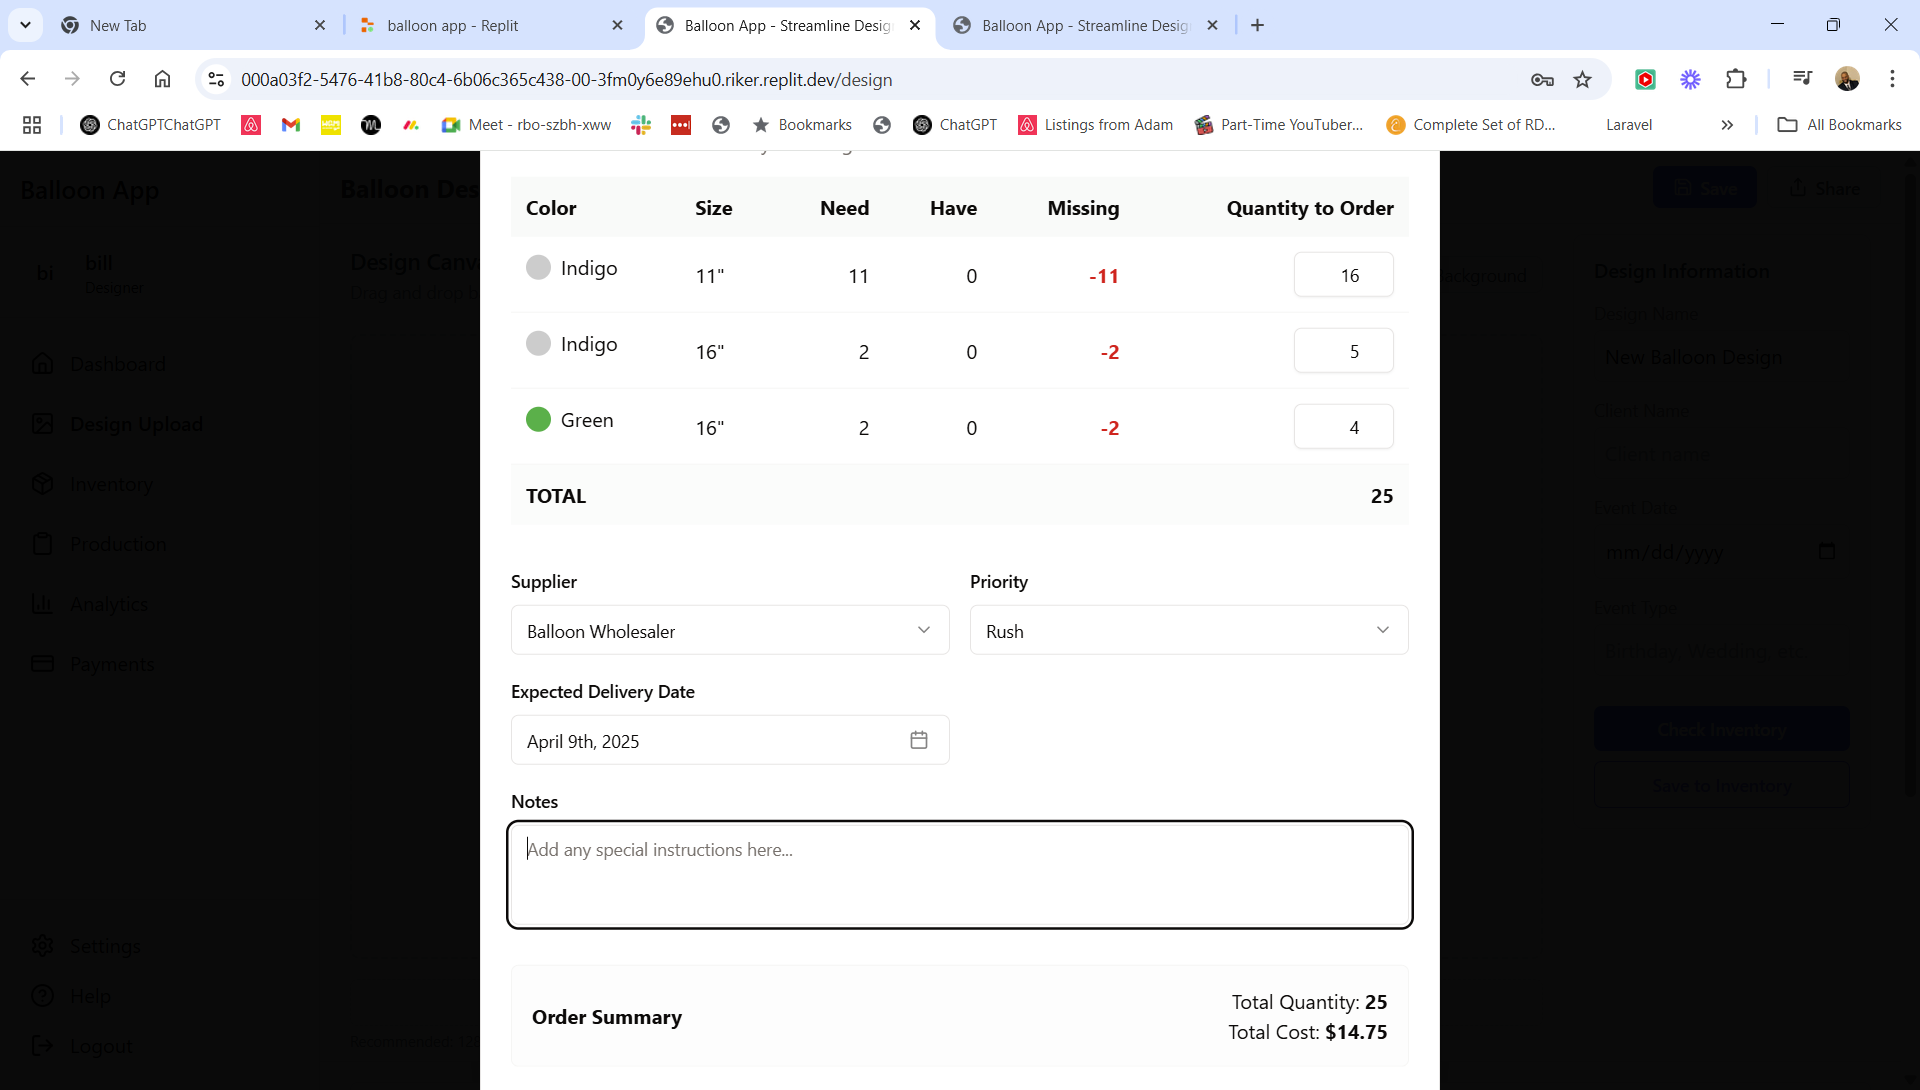 New Tab
balloon app - Replit
Balloon App - Streamline Desig
Balloon App - Streamline Desig
000a03f2-5476-41b8-80c4-6b06c365c438-00-3fm0y6e89ehu0.riker.replit.dev/design
ChatGPTChatGPT
Meet - rbo-szbh-xww
Bookmarks
ChatGPT
Listings from Adam
Part-Time YouTuber...
Complete Set of RD...
Laravel
All Bookmarks
Balloon App
bi
bill
Designer
Dashboard
Design Upload
Inventory
Production
Analytics
Payments
Settings
Help
Logout
Balloon Des
Design Canv
Drag and drop b
Recommended: 12
Color Size Need Have Missing Quantity to Order
Indigo 11" 11 0 -11 16
Indigo 16" 2 0 -2 5
Green 16" 2 0 -2 4
TOTAL 25
Supplier
Balloon Wholesaler
Priority
Rush
Expected Delivery Date
April 9th, 2025
Notes
Add any special instructions here...
Order Summary
Total Quantity: 25
Total Cost: $14.75
Save
Share
ackground
Design Information
Design Name
New Balloon Design
Client Name
Client name
Event Date
mm/dd/yyyy
Event Type
Birthday, Wedding, etc.
Check Inventory
Save to Inventory